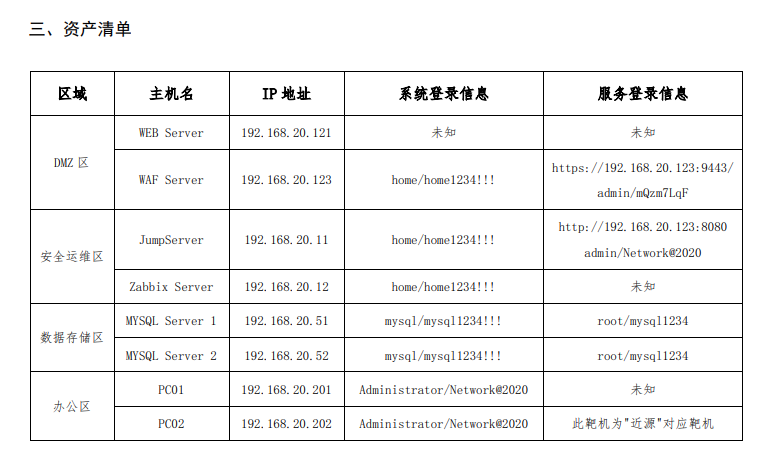 三、资产清单
区域 主机名 IP 地址 系统登录信息 服务登录信息
DMZ 区 WEB Server 192.168.20.121 未知 未知
WAF Server 192.168.20.123 home/home1234!!! https://192.168.20.123:9443/
admin/mQzm7LqF
安全运维区 JumpServer 192.168.20.11 home/home1234!!! http://192.168.20.123:8080
admin/Network@2020
Zabbix Server 192.168.20.12 home/home1234!!! 未知
数据存储区 MYSQL Server 1 192.168.20.51 mysql/mysql1234!!! root/mysql1234
MYSQL Server 2 192.168.20.52 mysql/mysql1234!!! root/mysql1234
办公区 PC01 192.168.20.201 Administrator/Network@2020 未知
PC02 192.168.20.202 Administrator/Network@2020 此靶机为"近源"对应靶机